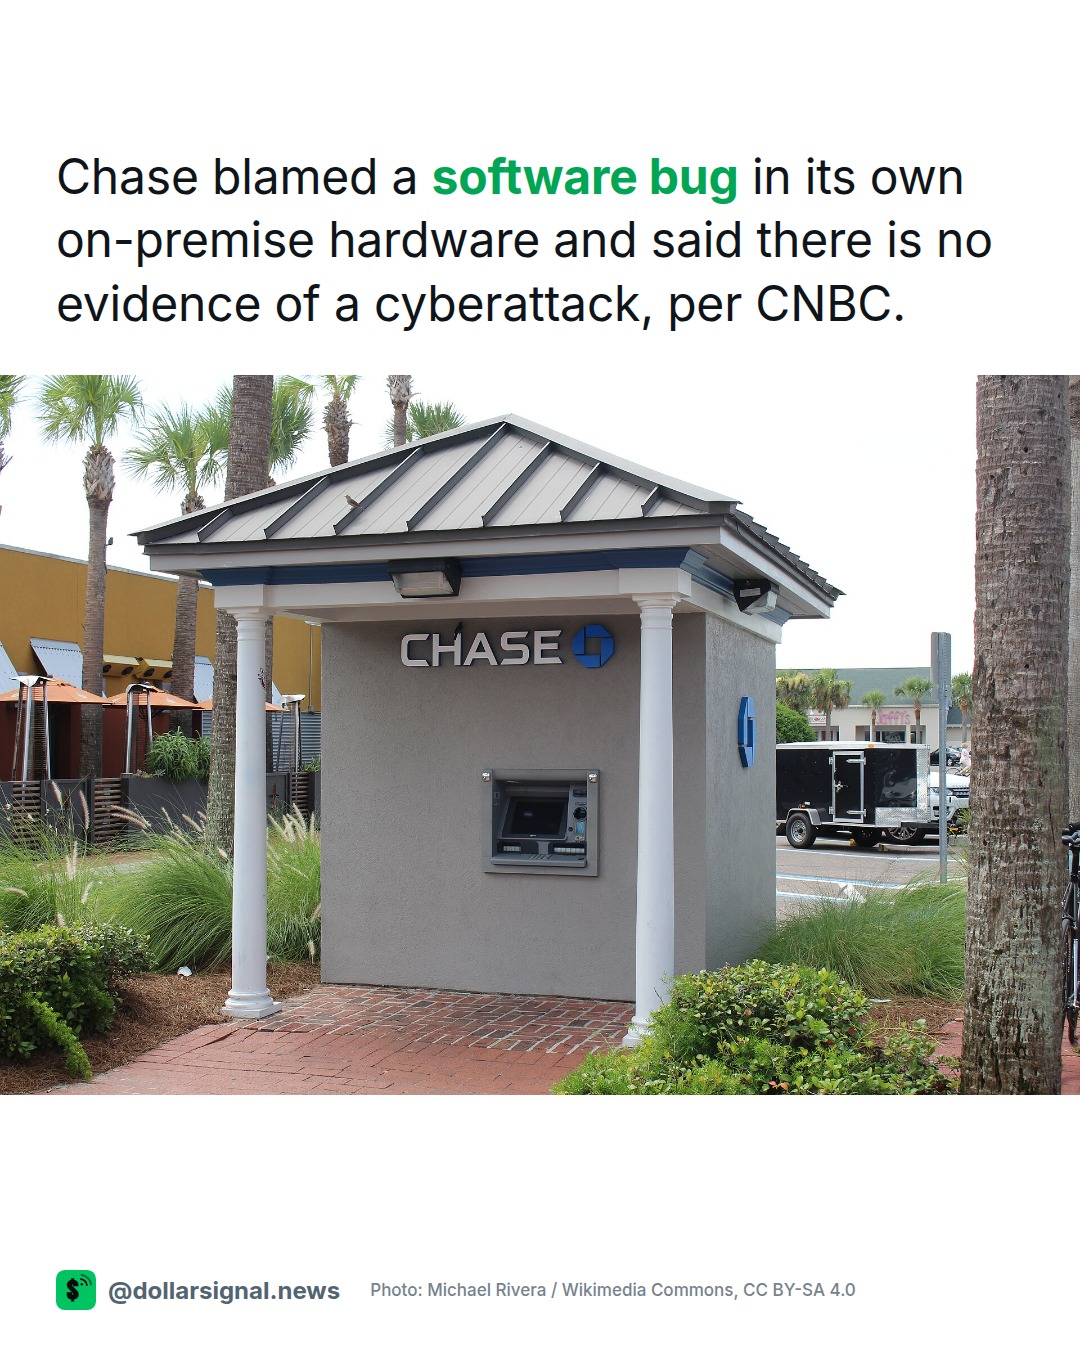 Chase blamed a software bug in its own
on-premise hardware and said there is no
evidence of a cyberattack, per CNBC.
CHASE
@dollarsignal.news
Photo: Michael Rivera / Wikimedia Commons, CC BY-SA 4.0